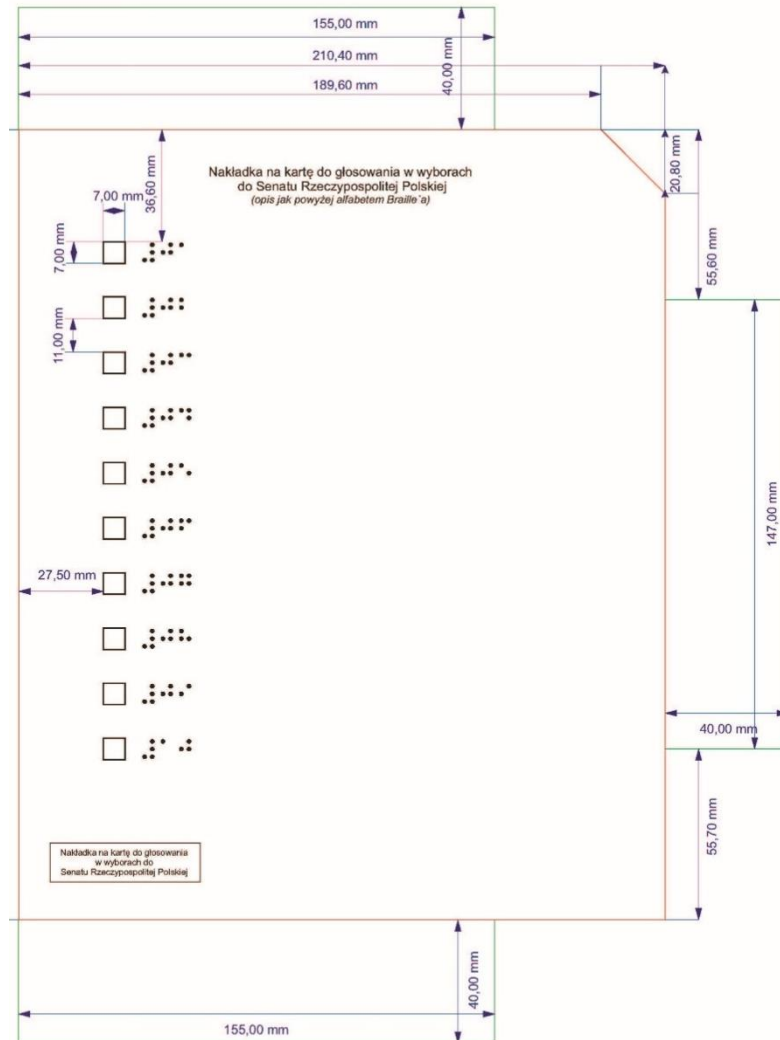 155,00 mm
210,40 mm
189,60 mm
40,00 mm
Nakładka na kartę do głosowania w wyborach
do Senatu Rzeczypospolitej Polskiej
(opis jak powyżej alfabetem Braille`a)
36,60 mm
20,80 mm
7,00 mm
7,00 mm
55,60 mm
11,00 mm
27,50 mm
147,00 mm
40,00 mm
55,70 mm
Nakładka na kartę do głosowania
w wyborach do
Senatu Rzeczypospolitej Polskiej
40,00 mm
155,00 mm